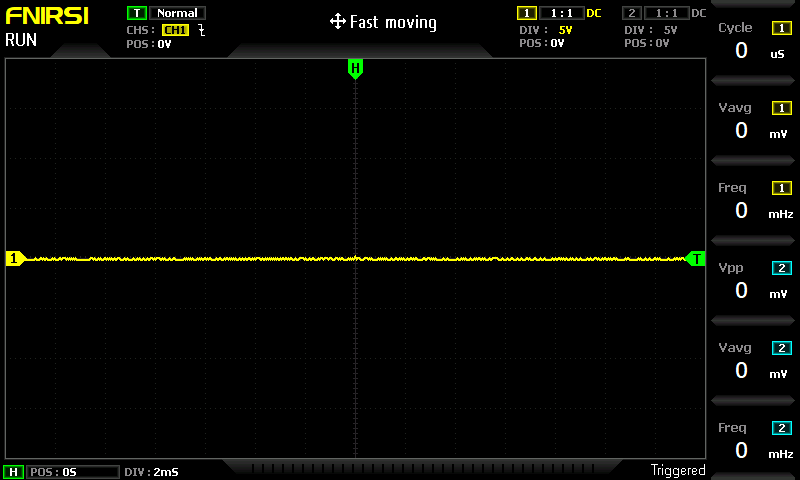 FNIRSI
RUN
T Normal
CHS: CH1
POS: 0V
Fast moving
1 1:1 DC
DIV: 5V
POS: 0V
2 1:1 DC
DIV: 5V
POS: 0V
H
1
T
Cycle 1
0 uS
Vavg 1
0 mV
Freq 1
0 mHz
Vpp 2
0 mV
Vavg 2
0 mV
Freq 2
0 mHz
H POS: 0S DIV: 2mS
Triggered